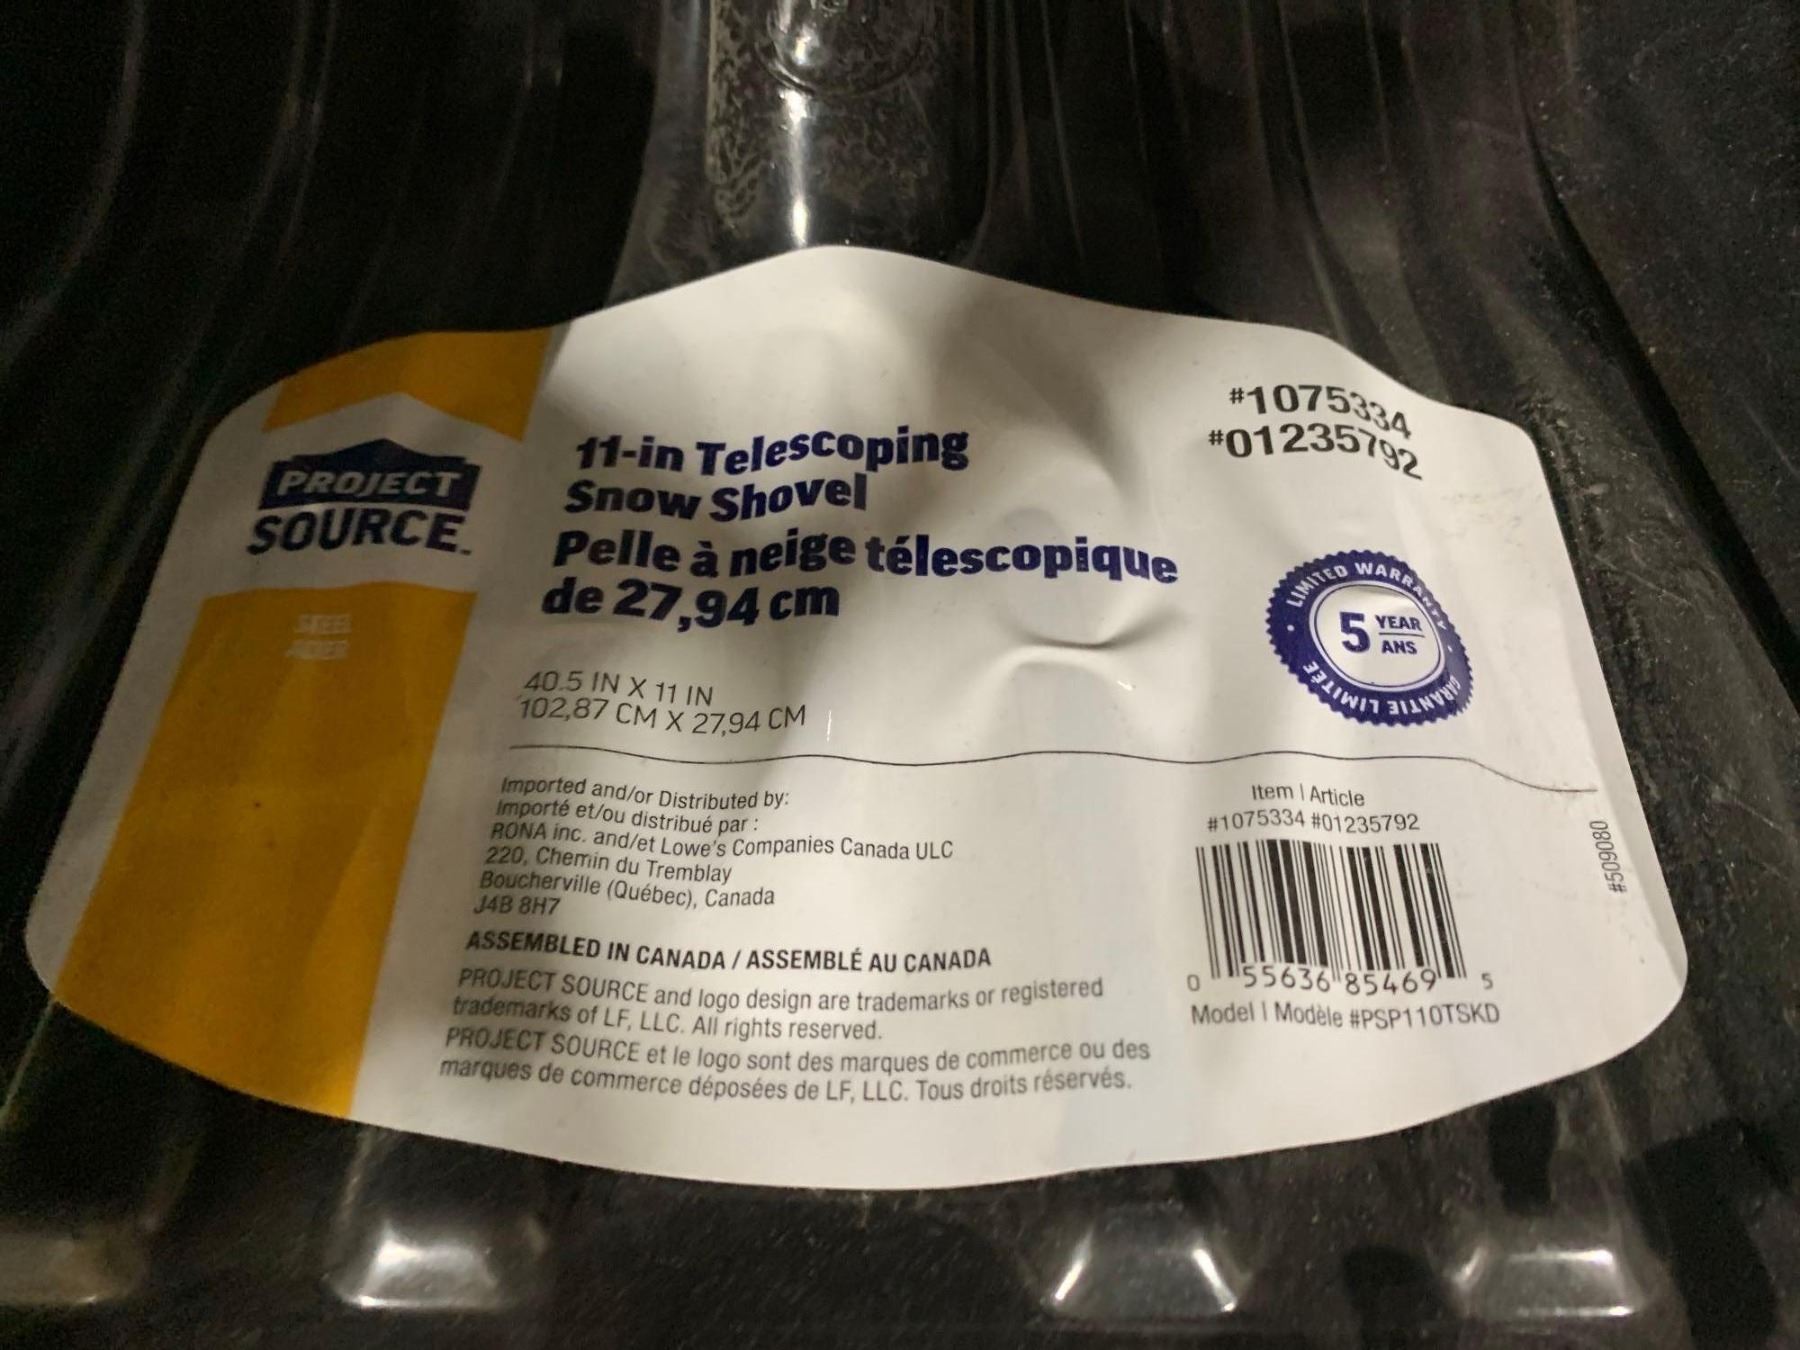 PROJECT
SOURCE
STEEL
ACIER
11-in Telescoping
Snow Shovel
Pelle à neige télescopique
de 27,94 cm
40.5 IN X 11 IN
102,87 CM X 27,94 CM
#1075334
#01235792
LIMITED WARRANTY
5 YEAR
ANS
GARANTIE LIMITÉE
Imported and/or Distributed by:
Importé et/ou distribué par :
RONA inc. and/et Lowe's Companies Canada ULC
220, Chemin du Tremblay
Boucherville (Québec), Canada
J4B 8H7
ASSEMBLED IN CANADA / ASSEMBLÉ AU CANADA
PROJECT SOURCE and logo design are trademarks or registered
trademarks of LF, LLC. All rights reserved.
PROJECT SOURCE et le logo sont des marques de commerce ou des
marques de commerce déposées de LF, LLC. Tous droits réservés.
Item | Article
#1075334 #01235792
0 55636 85469 5
Model | Modèle #PSP110TSKD
#509080